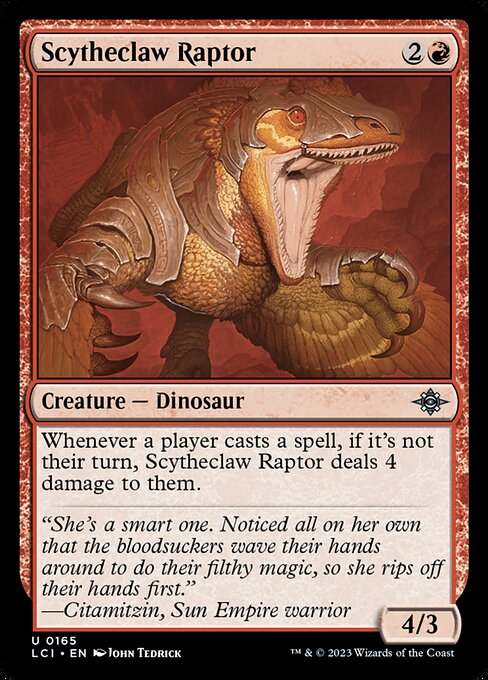 Scytheclaw Raptor 2
Creature — Dinosaur
Whenever a player casts a spell, if it's not
their turn, Scytheclaw Raptor deals 4
damage to them.
“She's a smart one. Noticed all on her own
that the bloodsuckers wave their hands
around to do their filthy magic, so she rips off
their hands first.”
—Citamitzin, Sun Empire warrior
4/3
U 0165
LCI • EN JOHN TEDRICK
™ & © 2023 Wizards of the Coast